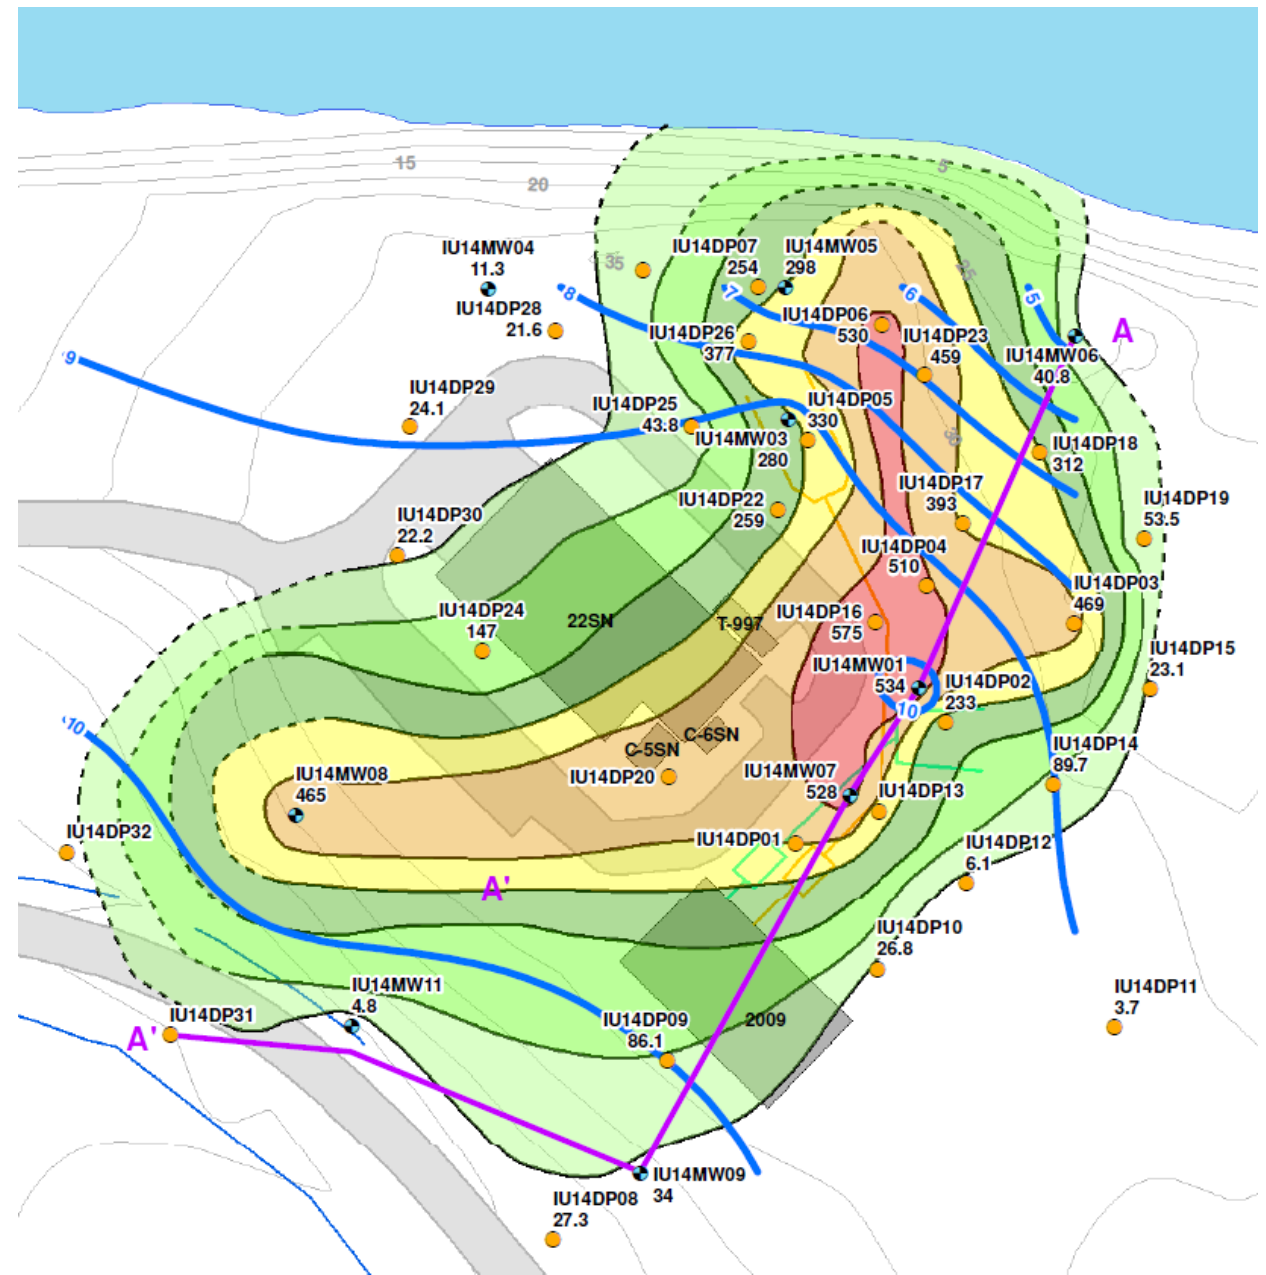 15
5
20
IU14MW04
11.3
35
IU14DP07
254
IU14MW05
298
25
8
7
6
5
IU14DP28
21.6
IU14DP06
530
A
IU14DP26
377
IU14DP23
459
IU14MW06
40.8
9
IU14DP29
24.1
IU14DP25
43.8
IU14DP05
330
IU14MW03
280
30
IU14DP18
312
IU14DP22
259
IU14DP17
393
IU14DP19
53.5
IU14DP30
22.2
IU14DP04
510
IU14DP03
469
IU14DP24
147
22SN
T-997
IU14DP16
575
IU14DP15
23.1
IU14MW01
534
IU14DP02
233
10
10
C-5SN
C-6SN
IU14DP14
89.7
IU14MW08
465
IU14DP20
IU14MW07
528
IU14DP13
IU14DP32
IU14DP01
IU14DP12
6.1
A'
IU14DP10
26.8
IU14MW11
4.8
IU14DP11
3.7
IU14DP31
A'
IU14DP09
86.1
2009
IU14MW09
34
IU14DP08
27.3